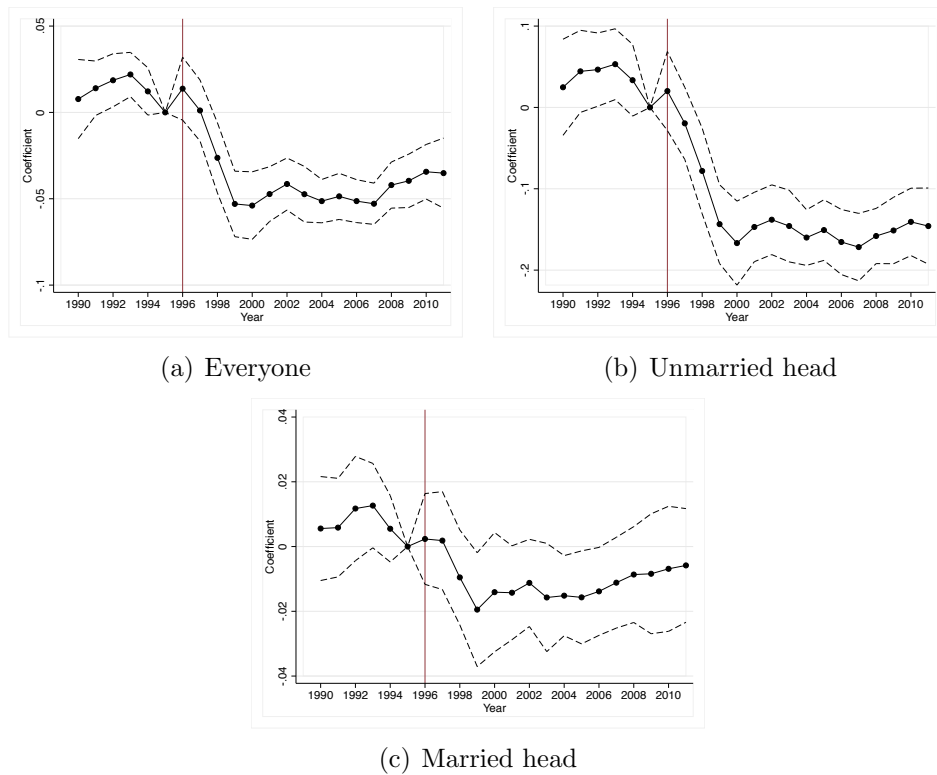 .05
0
-.05
-.1
Coefficient
1990 1992 1994 1996 1998 2000 2002 2004 2006 2008 2010
Year
(a) Everyone
.1
0
-.1
-.2
Coefficient
1990 1992 1994 1996 1998 2000 2002 2004 2006 2008 2010
Year
(b) Unmarried head
.04
.02
0
-.02
-.04
Coefficient
1990 1992 1994 1996 1998 2000 2002 2004 2006 2008 2010
Year
(c) Married head